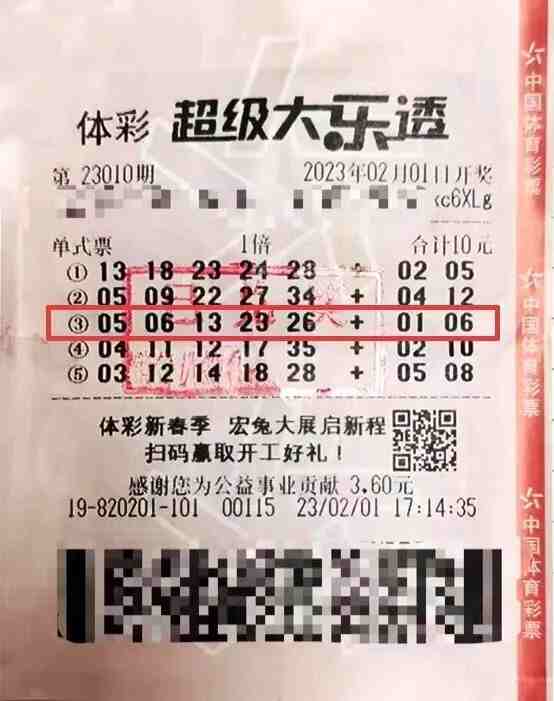 体彩 超级大乐透
第 23010期 2023年02月01日开奖
cc6XLg
单式票 1倍 合计10元
① 13 18 23 24 28 + 02 05
② 05 09 22 27 34 + 04 12
③ 05 06 13 25 26 + 01 06
④ 04 11 12 17 35 + 02 10
⑤ 03 12 14 18 28 + 05 08
体彩新春季 宏兔大展启新程
扫码赢取开工好礼！
感谢您为公益事业贡献 3.60元
19-820201-101 00115 23/02/01 17:14:35
中国体育彩票
中国体育彩票
中国体育彩票